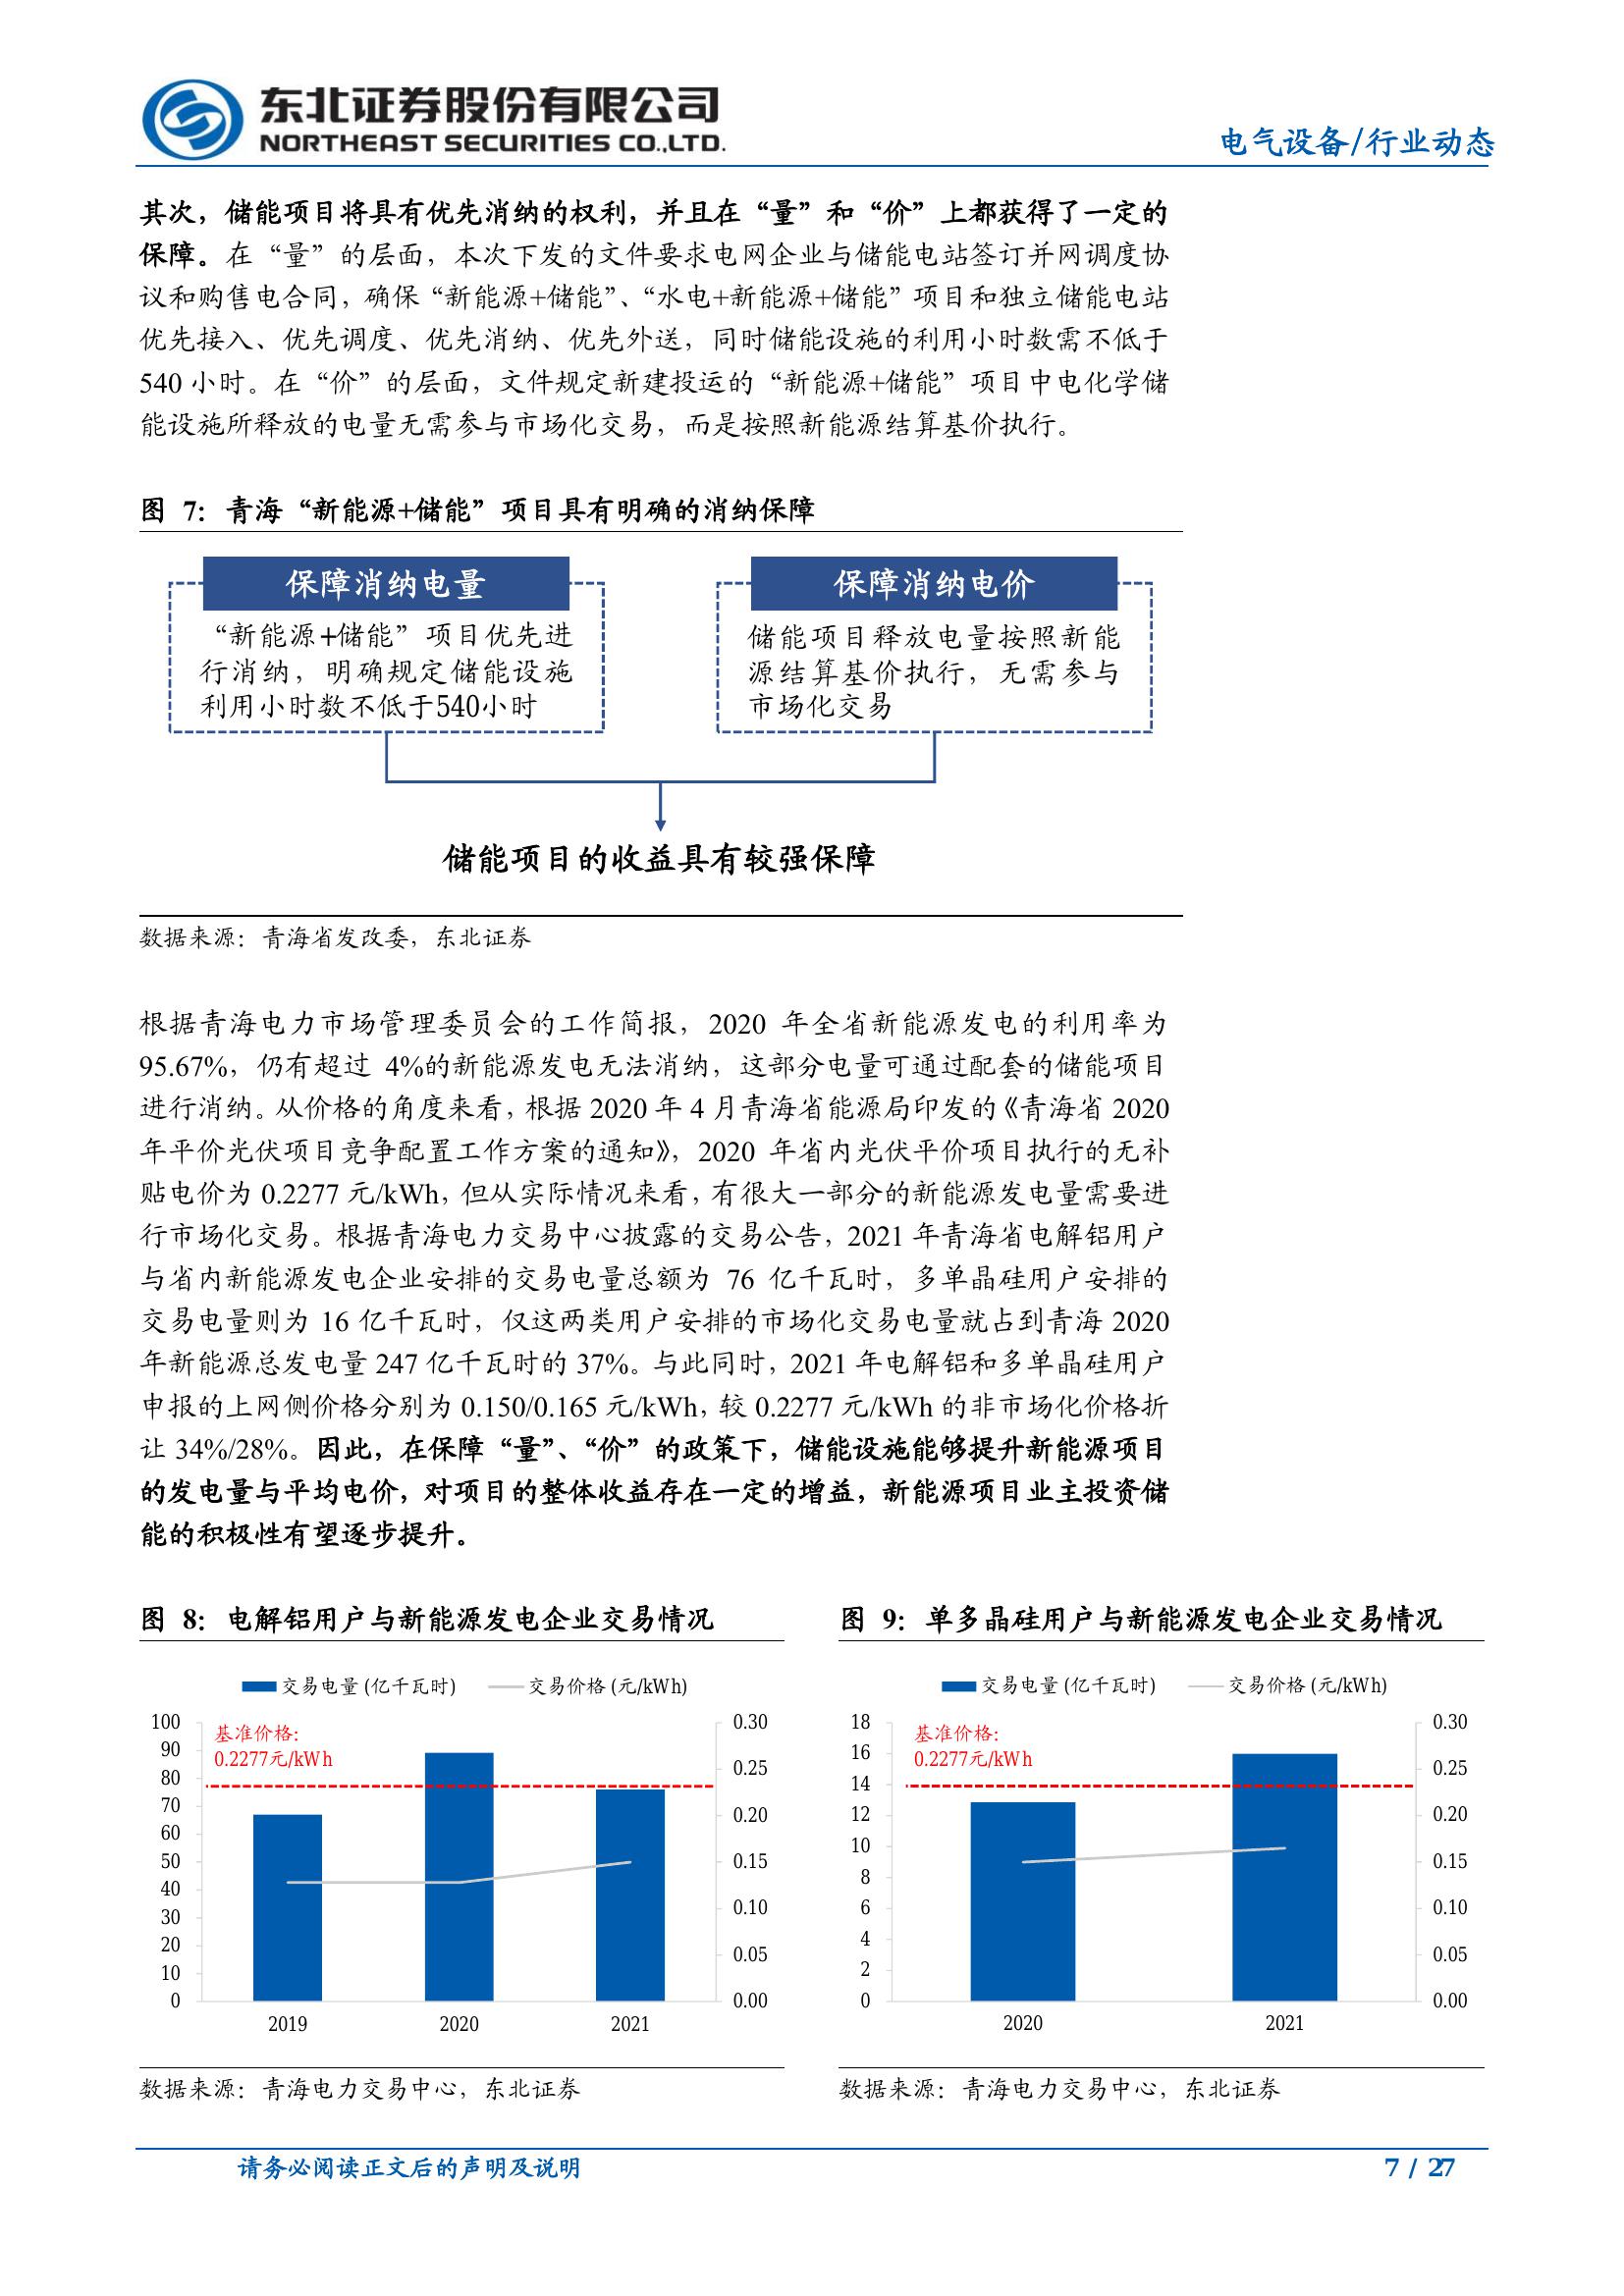 东北证券股份有限公司
NORTHEAST SECURITIES CO.,LTD.
电气设备/行业动态
其次，储能项目将具有优先消纳的权利，并且在“量”和“价”上都获得了一定的
保障。在“量”的层面，本次下发的文件要求电网企业与储能电站签订并网调度协
议和购售电合同，确保“新能源+储能”、“水电+新能源+储能”项目和独立储能电站
优先接入、优先调度、优先消纳、优先外送，同时储能设施的利用小时数需不低于
540 小时。在“价”的层面，文件规定新建投运的“新能源+储能”项目中电化学储
能设施所释放的电量无需参与市场化交易，而是按照新能源结算基价执行。
图 7：青海“新能源+储能”项目具有明确的消纳保障
保障消纳电量
“新能源+储能”项目优先进
行消纳，明确规定储能设施
利用小时数不低于540小时
保障消纳电价
储能项目释放电量按照新能
源结算基价执行，无需参与
市场化交易
储能项目的收益具有较强保障
数据来源：青海省发改委，东北证券
根据青海电力市场管理委员会的工作简报，2020 年全省新能源发电的利用率为
95.67%，仍有超过 4%的新能源发电无法消纳，这部分电量可通过配套的储能项目
进行消纳。从价格的角度来看，根据 2020 年 4 月青海省能源局印发的《青海省 2020
年平价光伏项目竞争配置工作方案的通知》，2020 年省内光伏平价项目执行的无补
贴电价为 0.2277 元/kWh，但从实际情况来看，有很大一部分的新能源发电量需要进
行市场化交易。根据青海电力交易中心披露的交易公告，2021 年青海省电解铝用户
与省内新能源发电企业安排的交易电量总额为 76 亿千瓦时，多单晶硅用户安排的
交易电量则为 16 亿千瓦时，仅这两类用户安排的市场化交易电量就占到青海 2020
年新能源总发电量 247 亿千瓦时的 37%。与此同时，2021 年电解铝和多单晶硅用户
申报的上网侧价格分别为 0.150/0.165 元/kWh，较 0.2277 元/kWh 的非市场化价格折
让 34%/28%。因此，在保障“量”、“价”的政策下，储能设施能够提升新能源项目
的发电量与平均电价，对项目的整体收益存在一定的增益，新能源项目业主投资储
能的积极性有望逐步提升。
图 8：电解铝用户与新能源发电企业交易情况
交易电量 (亿千瓦时) 交易价格 (元/kWh)
基准价格:
0.2277元/kWh
100
90
80
70
60
50
40
30
20
10
0
0.30
0.25
0.20
0.15
0.10
0.05
0.00
2019 2020 2021
数据来源：青海电力交易中心，东北证券
图 9：单多晶硅用户与新能源发电企业交易情况
交易电量 (亿千瓦时) 交易价格 (元/kWh)
基准价格:
0.2277元/kWh
18
16
14
12
10
8
6
4
2
0
0.30
0.25
0.20
0.15
0.10
0.05
0.00
2020 2021
数据来源：青海电力交易中心，东北证券
请务必阅读正文后的声明及说明
7 / 27